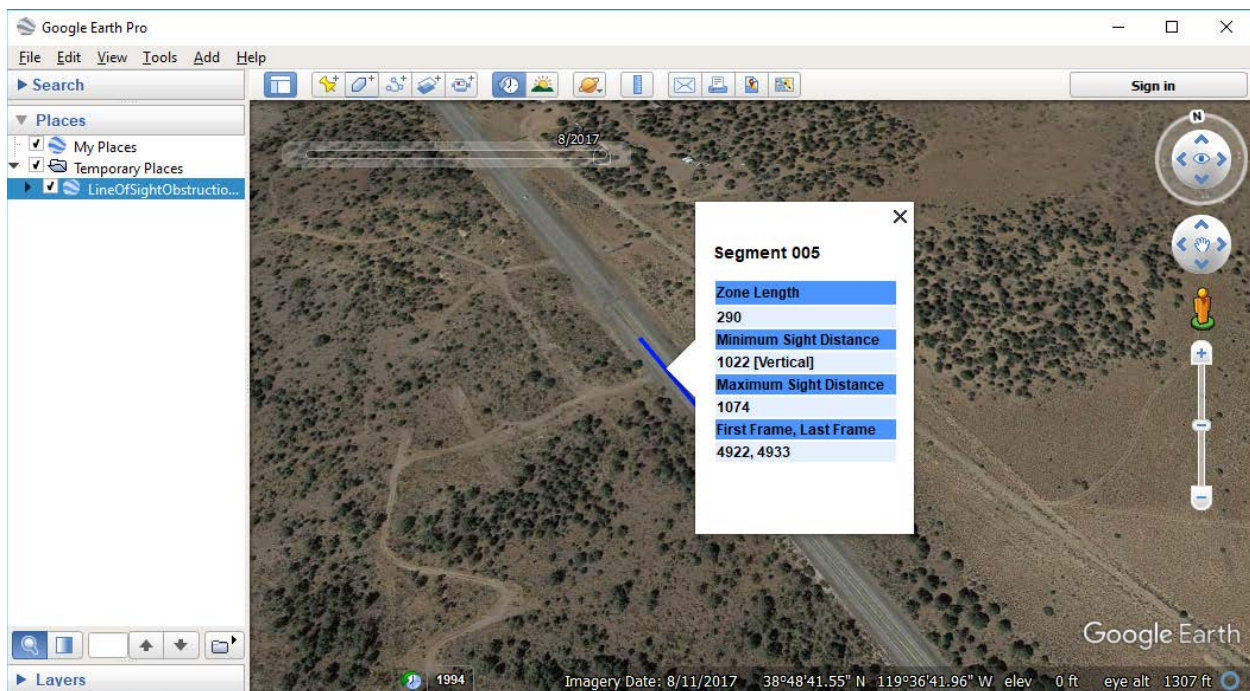 Google Earth Pro
File Edit View Tools Add Help
Search
Sign in
Places
My Places
Temporary Places
LineOfSightObstructio...
8/2017
N
Segment 005
Zone Length
290
Minimum Sight Distance
1022 [Vertical]
Maximum Sight Distance
1074
First Frame, Last Frame
4922, 4933
Google Earth
Layers
1994
Imagery Date: 8/11/2017 38°48'41.55" N 119°36'41.96" W elev 0 ft eye alt 1307 ft